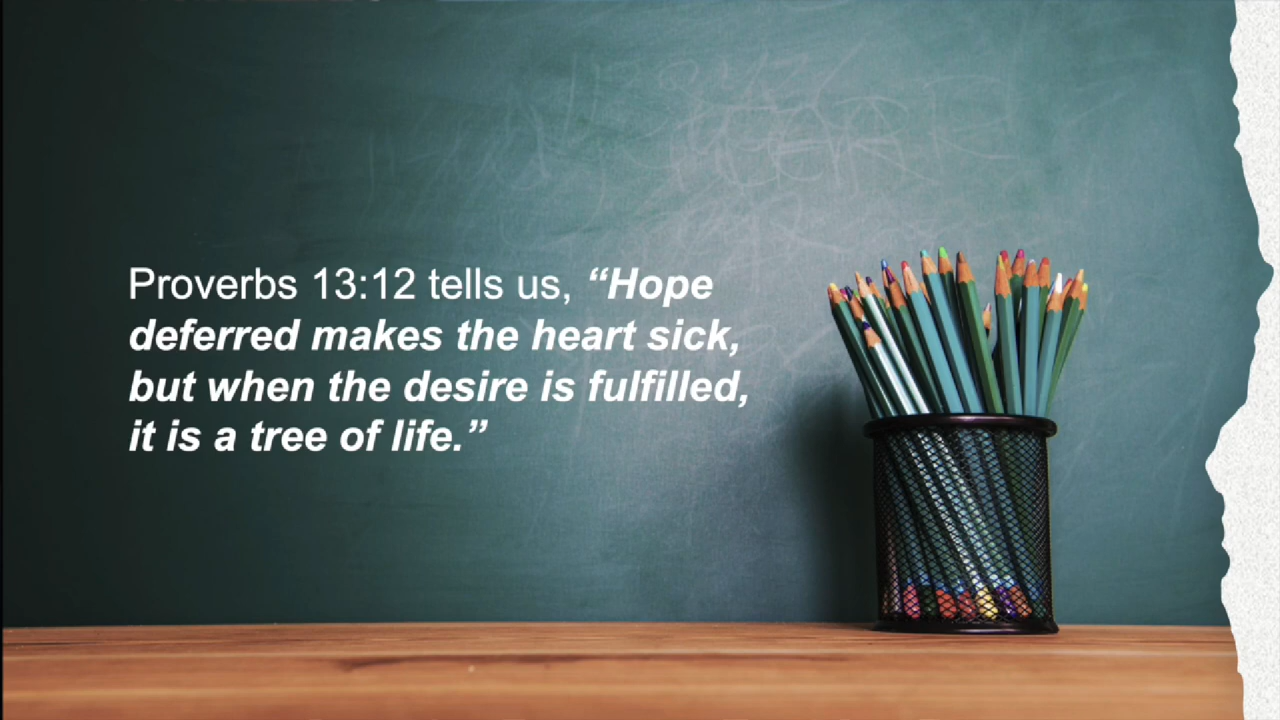 Proverbs 13:12 tells us, “Hope
deferred makes the heart sick,
but when the desire is fulfilled,
it is a tree of life.”